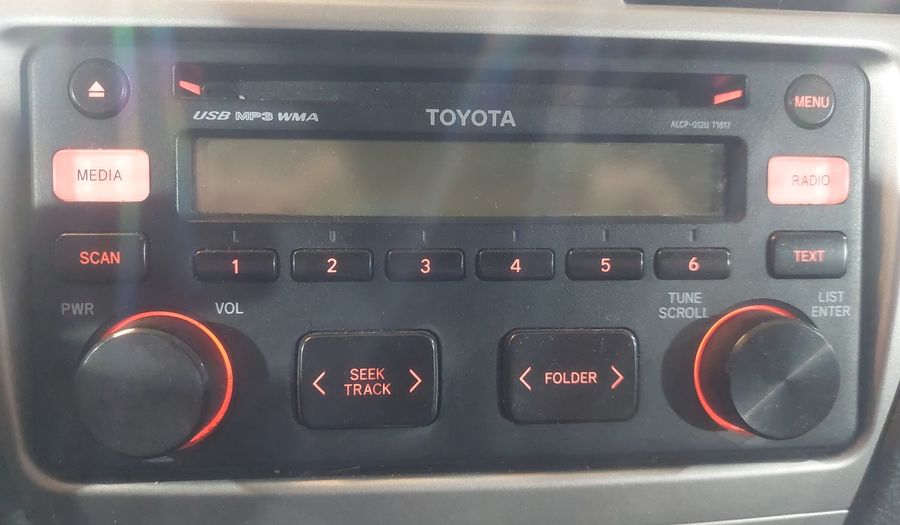 MENU
USB MP3 WMA
TOYOTA
ALCP-012U T1817
MEDIA
RADIO
SCAN
1
2
3
4
5
6
TEXT
PWR
VOL
TUNE
SCROLL
LIST
ENTER
SEEK
TRACK
FOLDER